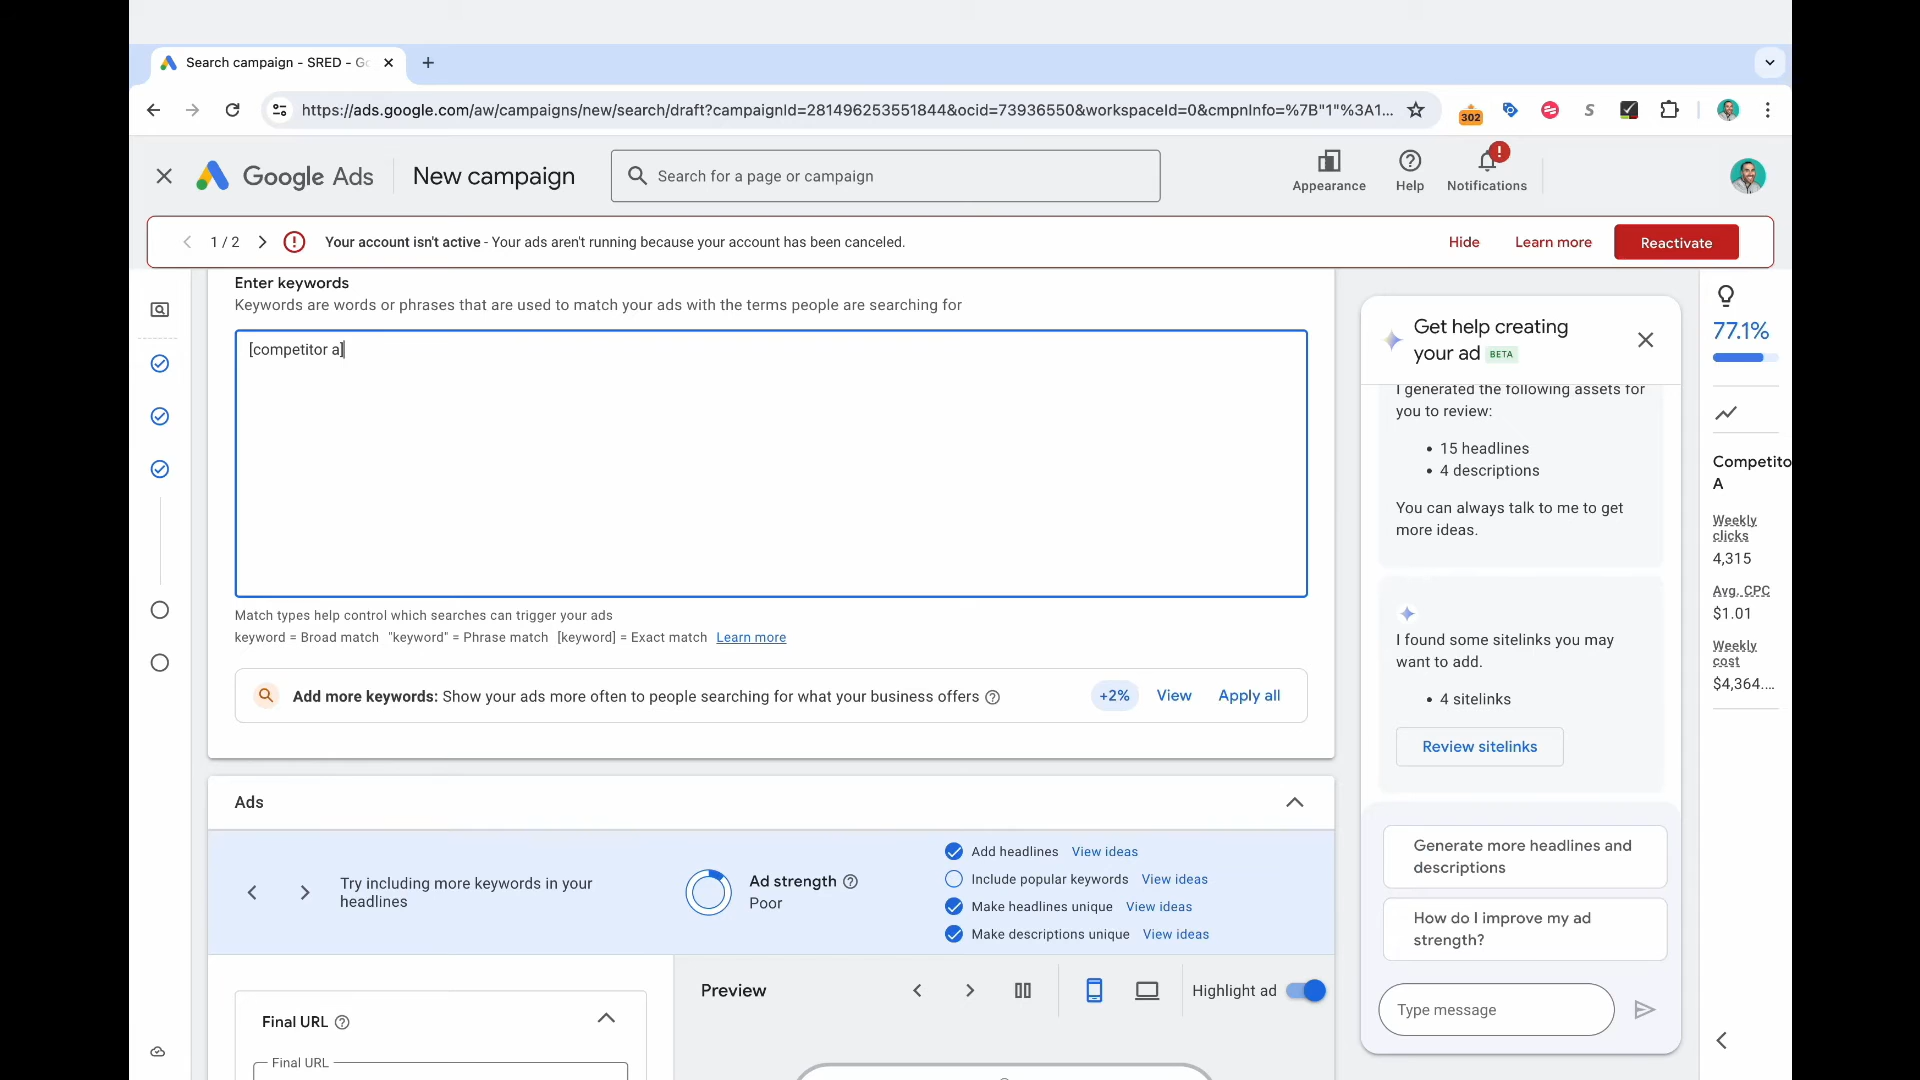 Search campaign - SRED - Go
https://ads.google.com/aw/campaigns/new/search/draft?campaignId=281496253551844&ocid=73936550&workspaceId=0&cmpnInfo=%7B"1"%3A1...
302
S
Google Ads
New campaign
Search for a page or campaign
Appearance
Help
Notifications
1 / 2
Your account isn't active - Your ads aren't running because your account has been canceled.
Hide
Learn more
Reactivate
Enter keywords
Keywords are words or phrases that are used to match your ads with the terms people are searching for
[competitor a]
Match types help control which searches can trigger your ads
keyword = Broad match "keyword" = Phrase match [keyword] = Exact match Learn more
Add more keywords: Show your ads more often to people searching for what your business offers
+2%
View
Apply all
Ads
Try including more keywords in your
headlines
Ad strength
Poor
Add headlines View ideas
Include popular keywords View ideas
Make headlines unique View ideas
Make descriptions unique View ideas
Final URL
Final URL
Preview
Highlight ad
Get help creating
your ad BETA
I generated the following assets for
you to review:
• 15 headlines
• 4 descriptions
You can always talk to me to get
more ideas.
I found some sitelinks you may
want to add.
• 4 sitelinks
Review sitelinks
Generate more headlines and
descriptions
How do I improve my ad
strength?
Type message
77.1%
Competito
A
Weekly
clicks
4,315
Avg. CPC
$1.01
Weekly
cost
$4,364....